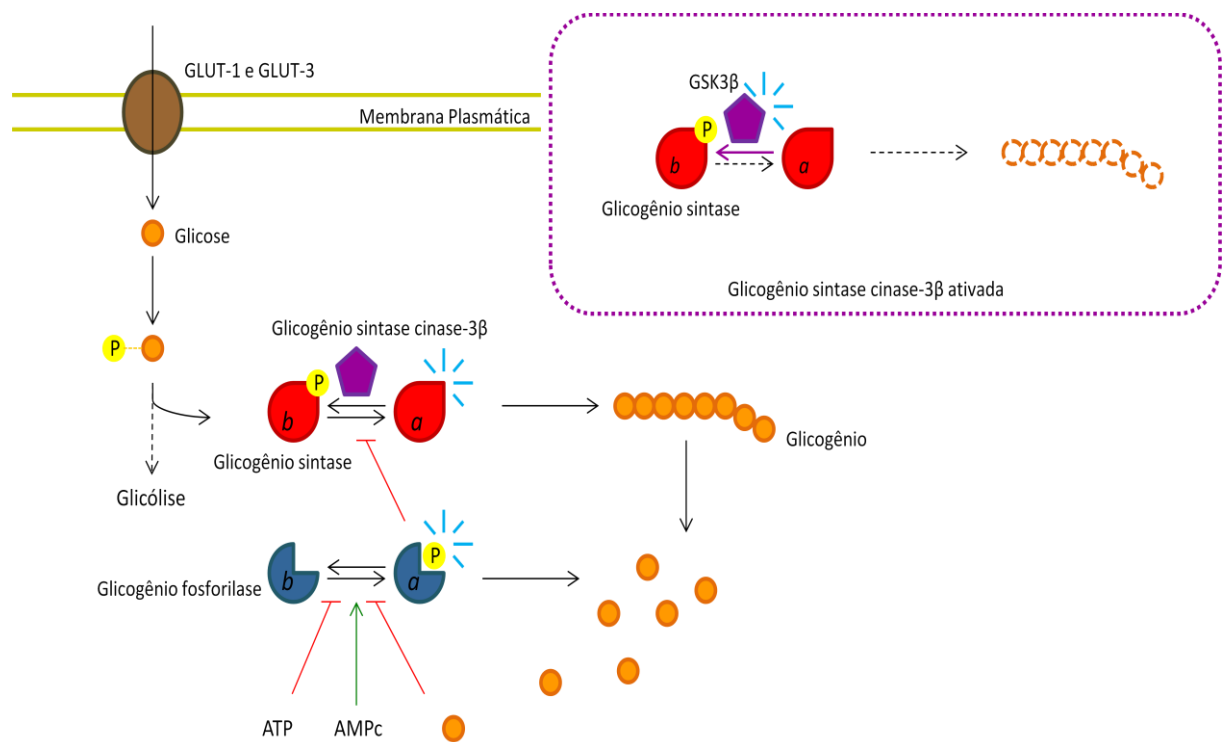 GLUT-1 e GLUT-3
Membrana Plasmática
GSK3β
P
b
a
Glicogênio sintase
Glicogênio sintase cinase-3β ativada
Glicose
P
Glicogênio sintase cinase-3β
P
b
a
Glicogênio sintase
Glicogênio
Glicólise
P
b
a
Glicogênio fosforilase
ATP
AMPc